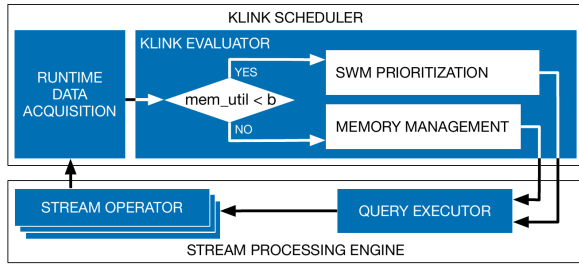 KLINK SCHEDULER
KLINK EVALUATOR
RUNTIME
DATA
ACQUISITION
YES
SWM PRIORITIZATION
mem_util < b
NO
MEMORY MANAGEMENT
STREAM OPERATOR
QUERY EXECUTOR
STREAM PROCESSING ENGINE